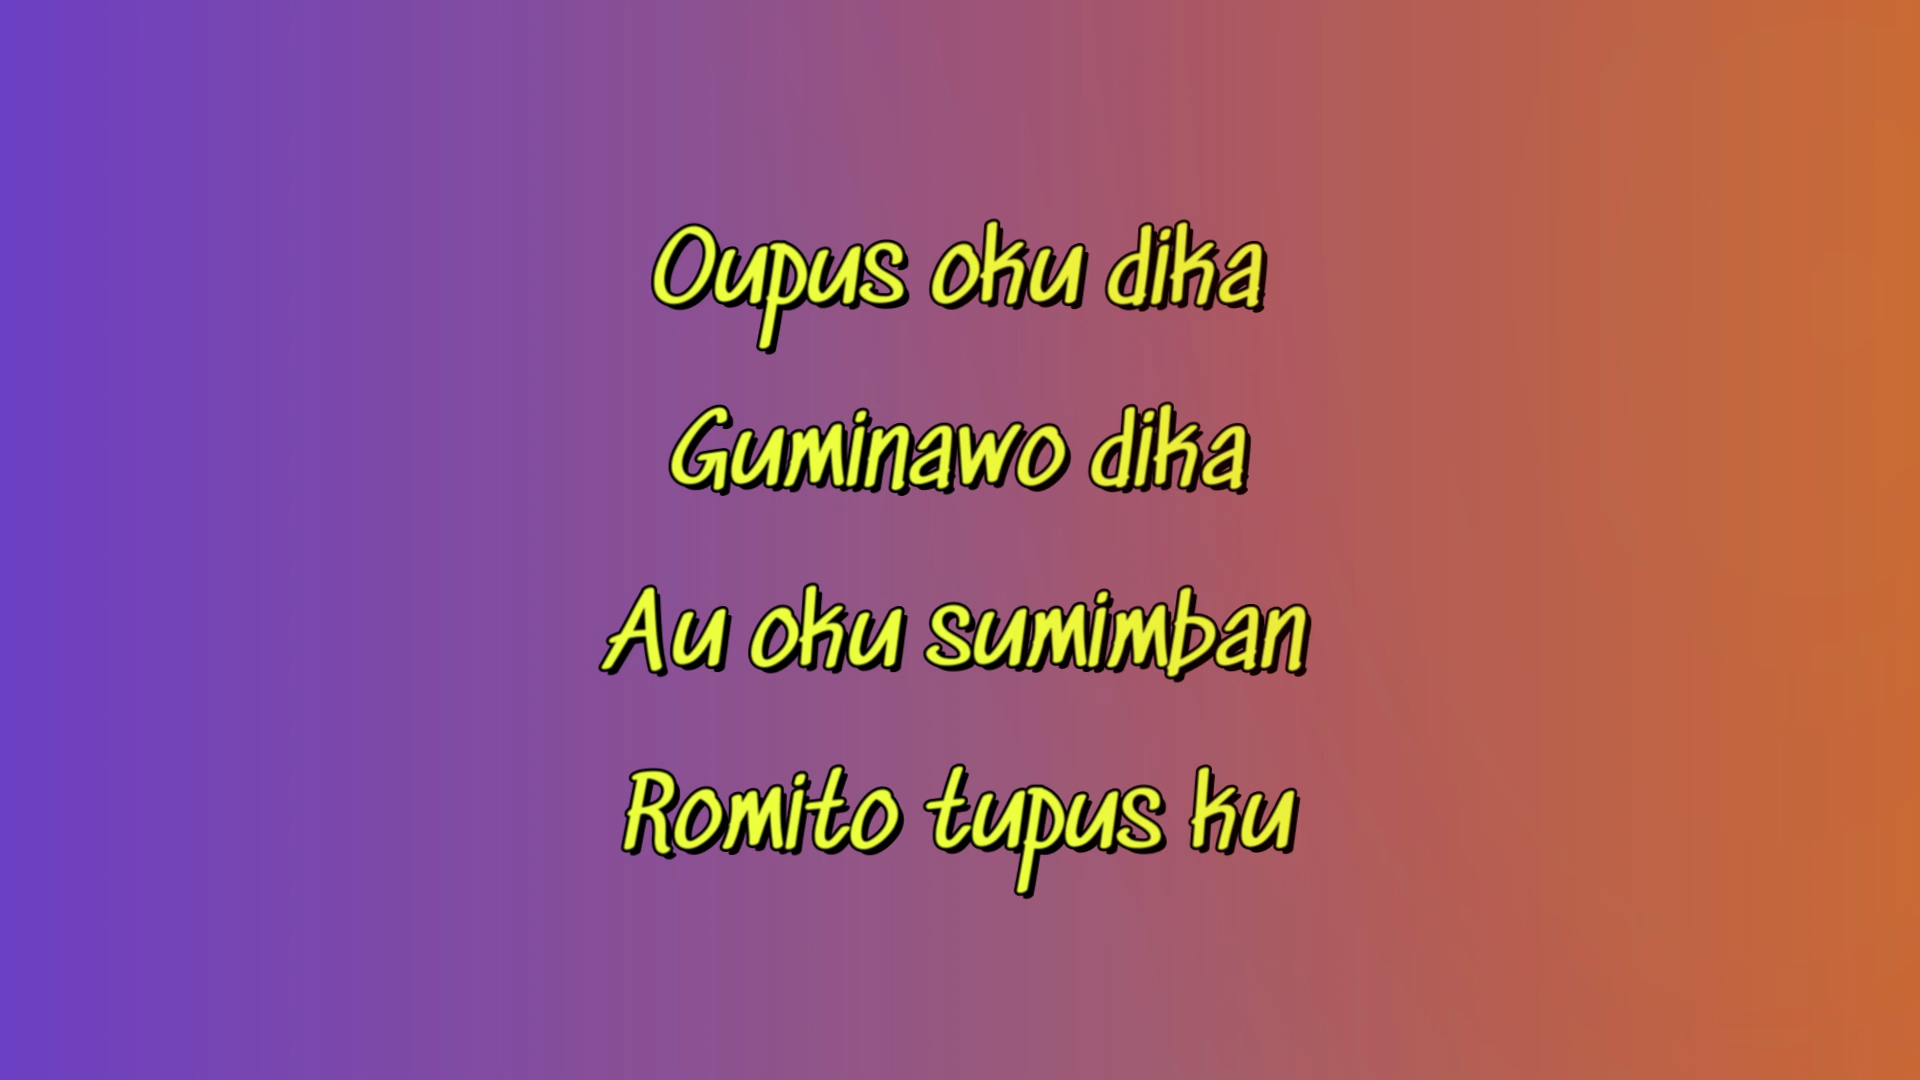 Oupus oku dika
Guminawo dika
Au oku sumimban
Romito tupus ku